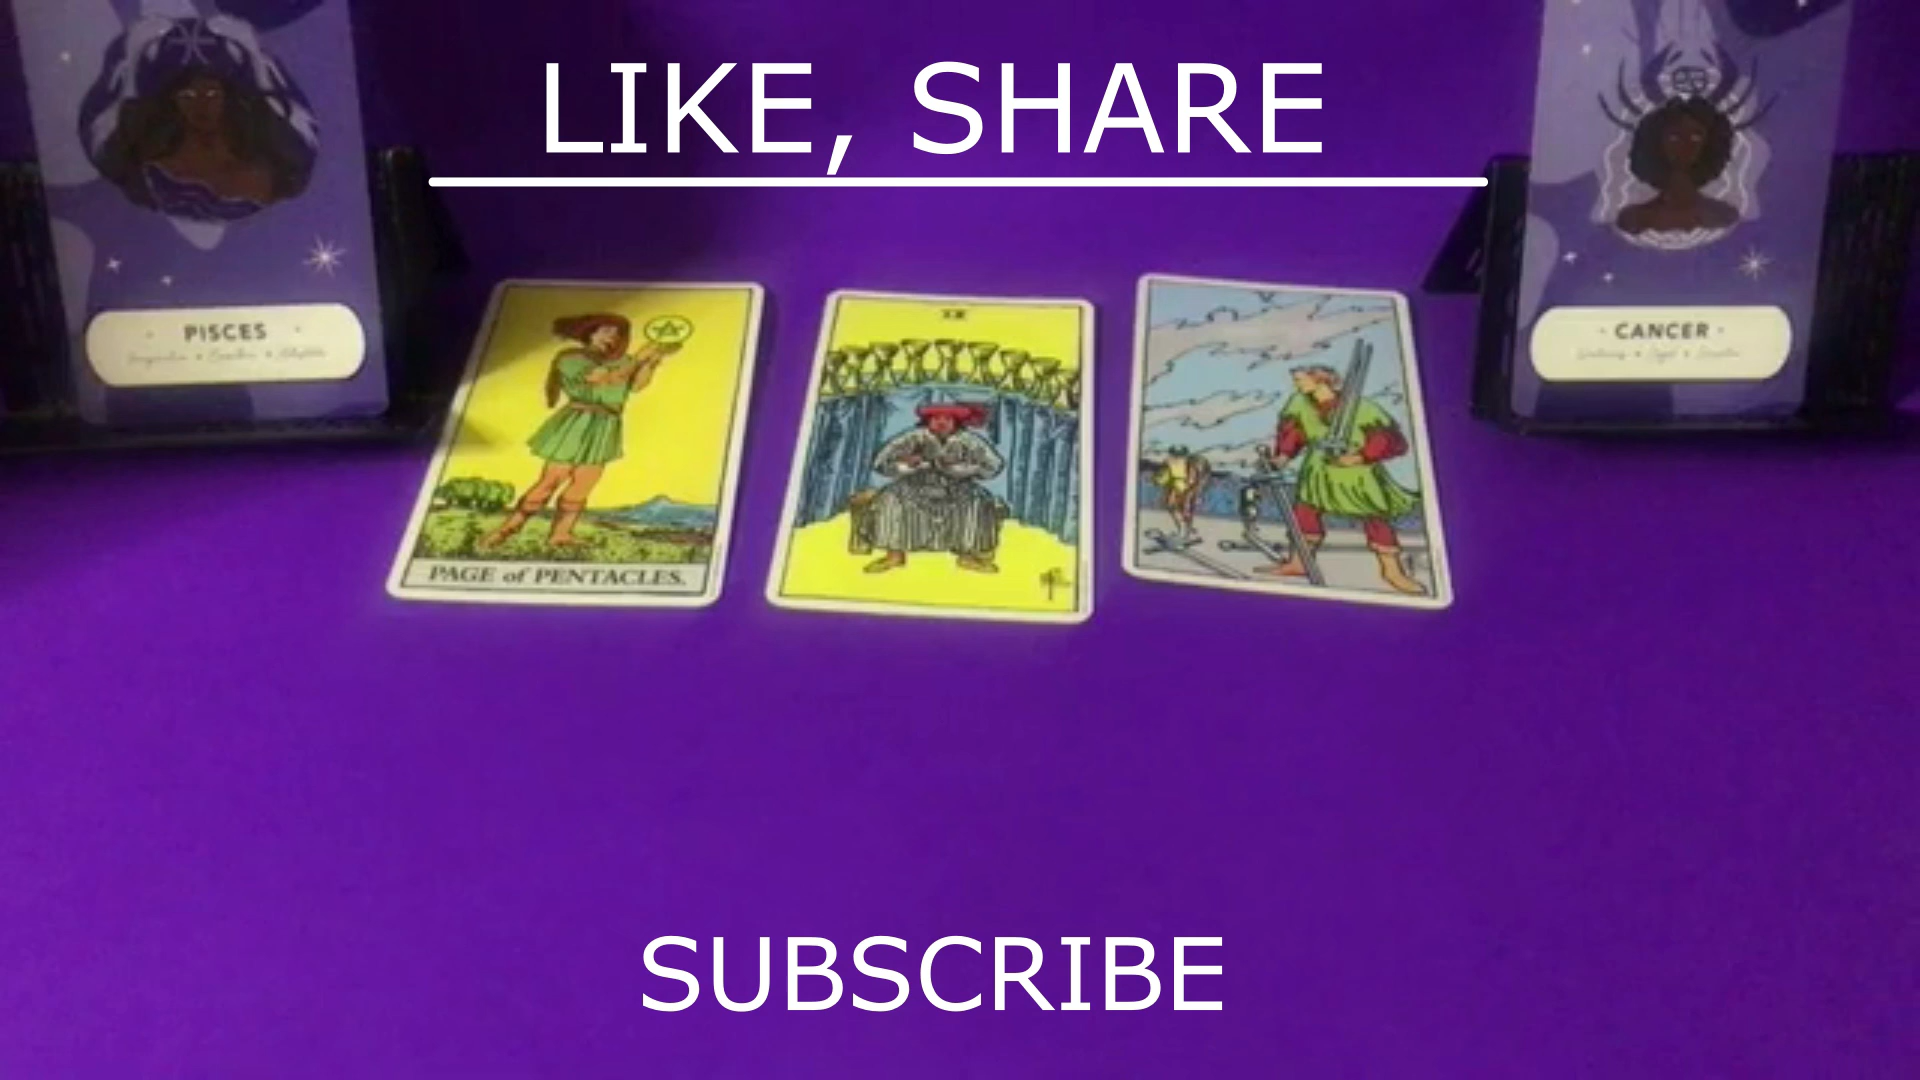 LIKE, SHARE
PISCES
CANCER
IX
V
PAGE of PENTACLES.
SUBSCRIBE